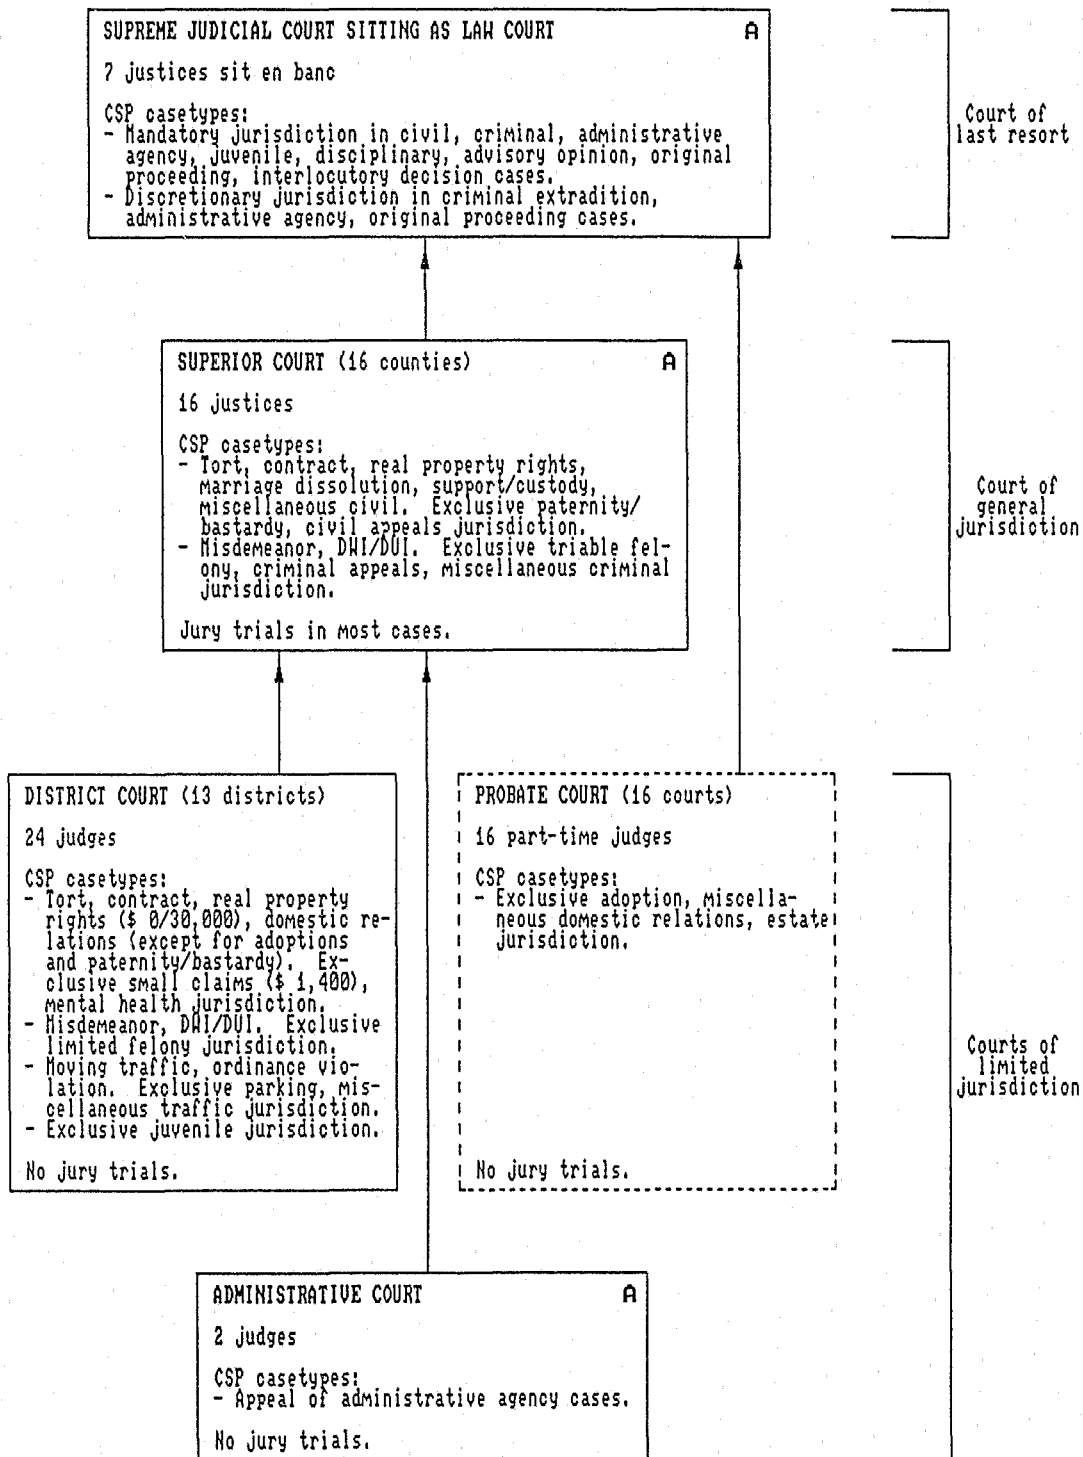 SUPREME JUDICIAL COURT SITTING AS LAW COURT A
7 justices sit en banc
CSP casetypes:
- Mandatory jurisdiction in civil, criminal, administrative
agency, juvenile, disciplinary, advisory opinion, original
proceeding, interlocutory decision cases.
- Discretionary jurisdiction in criminal extradition,
administrative agency, original proceeding cases.
Court of
last resort
SUPERIOR COURT (16 counties) A
16 justices
CSP casetypes:
- Tort, contract, real property rights,
marriage dissolution, support/custody,
miscellaneous civil. Exclusive paternity/
bastardy, civil appeals jurisdiction.
- Misdemeanor, DWI/DUI. Exclusive triable fel-
ony, criminal appeals, miscellaneous criminal
jurisdiction.
Jury trials in most cases.
Court of
general
jurisdiction
DISTRICT COURT (13 districts)
24 judges
CSP casetypes:
- Tort, contract, real property
rights ($ 0/30,000), domestic re-
lations (except for adoptions
and paternity/bastardy). Ex-
clusive small claims ($ 1,400),
mental health jurisdiction.
- Misdemeanor, DWI/DUI. Exclusive
limited felony jurisdiction.
- Moving traffic, ordinance vio-
lation. Exclusive parking, mis-
cellaneous traffic jurisdiction.
- Exclusive juvenile jurisdiction.
No jury trials.
PROBATE COURT (16 courts)
16 part-time judges
CSP casetypes:
- Exclusive adoption, miscella-
neous domestic relations, estate
jurisdiction.
No jury trials.
Courts of
limited
jurisdiction
ADMINISTRATIVE COURT A
2 judges
CSP casetypes:
- Appeal of administrative agency cases.
No jury trials.